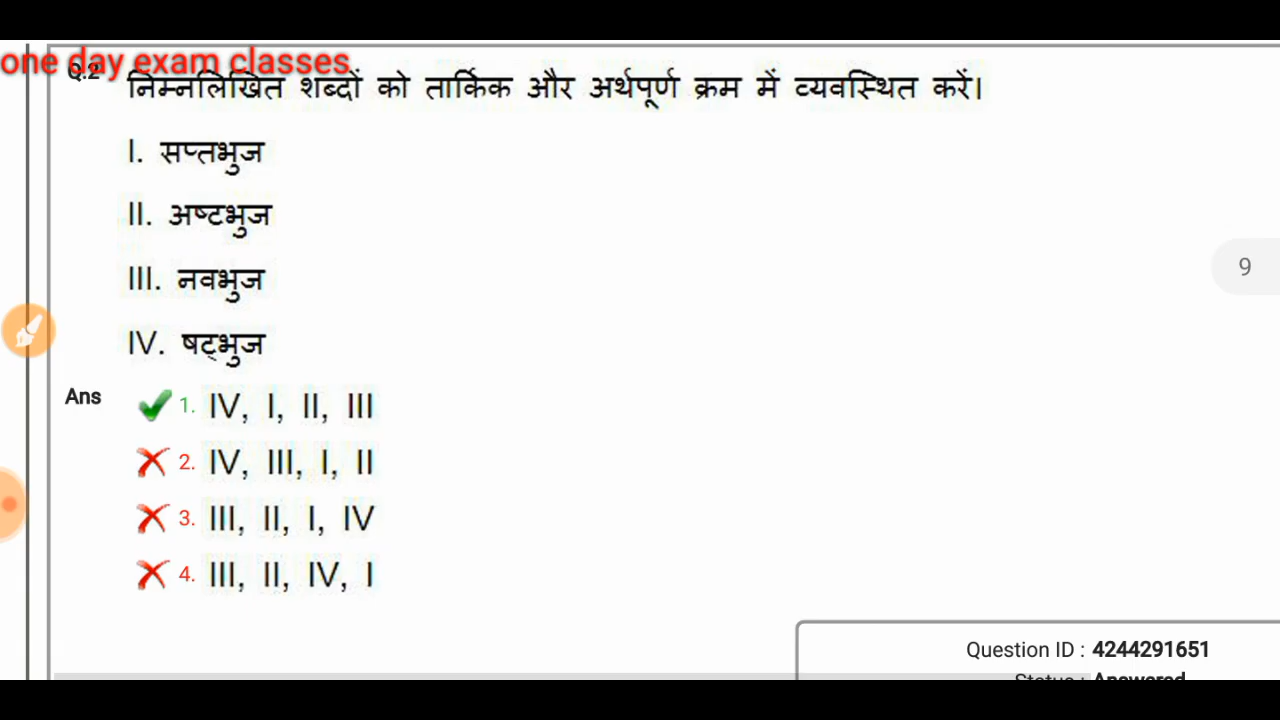 one day exam classes
Q.2 निम्नलिखित शब्दों को तार्किक और अर्थपूर्ण क्रम में व्यवस्थित करें।
I. सप्तभुज
II. अष्टभुज
III. नवभुज
9
IV. षट्भुज
Ans 1. IV, I, II, III
2. IV, III, I, II
3. III, II, I, IV
4. III, II, IV, I
Question ID : 4244291651
Status : Answered